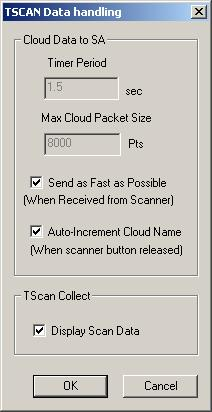 TSCAN Data handling
Cloud Data to SA
Timer Period
1.5 sec
Max Cloud Packet Size
8000 Pts
Send as Fast as Possible
(When Received from Scanner)
Auto-Increment Cloud Name
(When scanner button released)
TScan Collect
Display Scan Data
OK Cancel